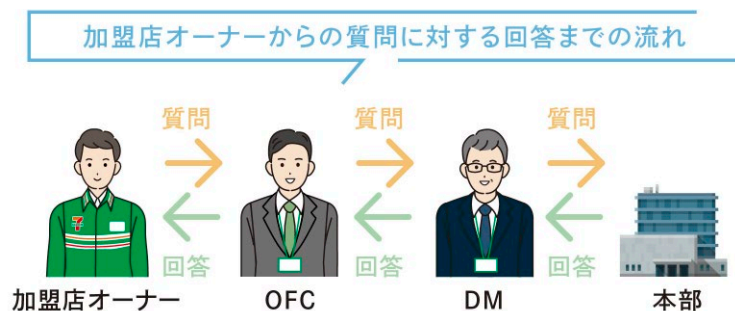 加盟店オーナーからの質問に対する回答までの流れ
質問
質問
質問
7
回答
回答
回答
加盟店オーナー
OFC
DM
本部